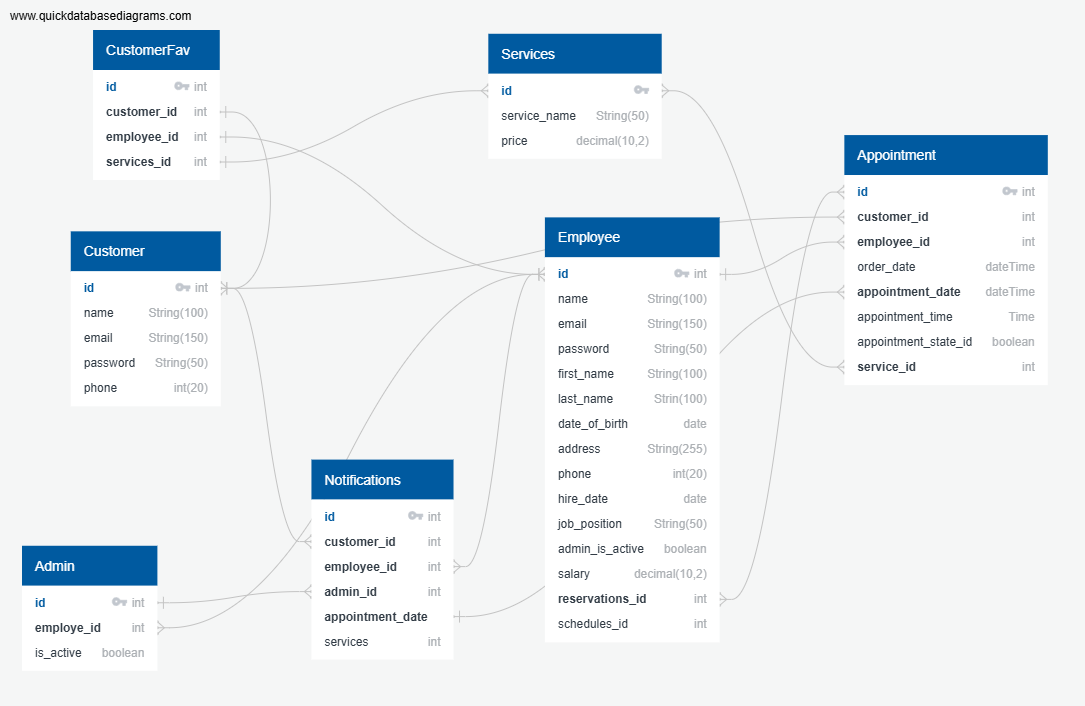 www.quickdatabasediagrams.com
CustomerFav
id int
customer_id int
employee_id int
services_id int
Services
id
service_name String(50)
price decimal(10,2)
Appointment
id int
customer_id int
employee_id int
order_date dateTime
appointment_date dateTime
appointment_time Time
appointment_state_id boolean
service_id int
Customer
id int
name String(100)
email String(150)
password String(50)
phone int(20)
Employee
id int
name String(100)
email String(150)
password String(50)
first_name String(100)
last_name Strin(100)
date_of_birth date
address String(255)
phone int(20)
hire_date date
job_position String(50)
admin_is_active boolean
salary decimal(10,2)
reservations_id int
schedules_id int
Notifications
id int
customer_id int
employee_id int
admin_id int
appointment_date
services int
Admin
id int
employe_id int
is_active boolean